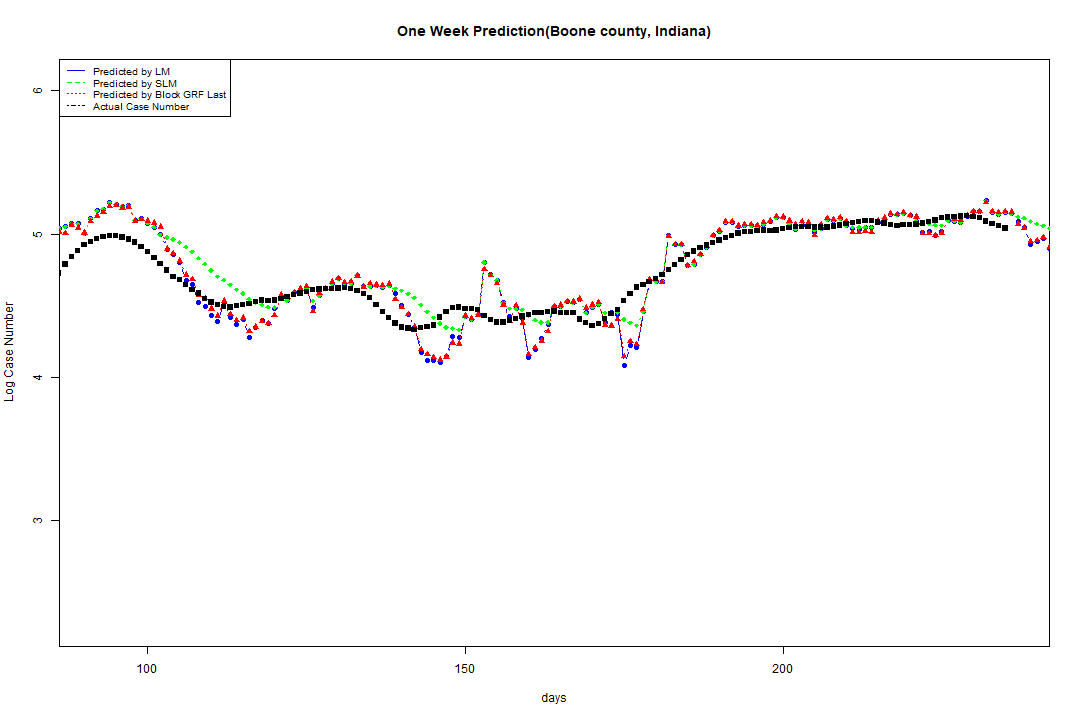 One Week Prediction(Boone county, Indiana)
Predicted by LM
Predicted by SLM
Predicted by Block GRF Last
Actual Case Number
6
5
4
3
Log Case Number
100 150 200
days